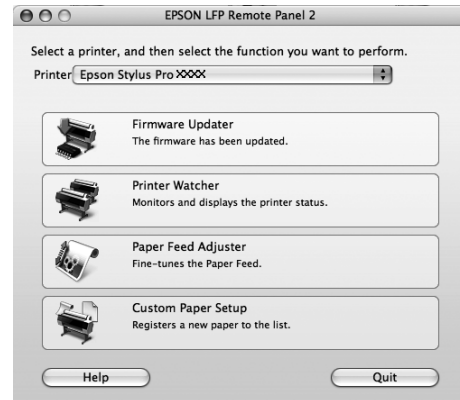 EPSON LFP Remote Panel 2
Select a printer, and then select the function you want to perform.
Printer Epson Stylus Pro XXXX
Firmware Updater
The firmware has been updated.
Printer Watcher
Monitors and displays the printer status.
Paper Feed Adjuster
Fine-tunes the Paper Feed.
Custom Paper Setup
Registers a new paper to the list.
Help Quit